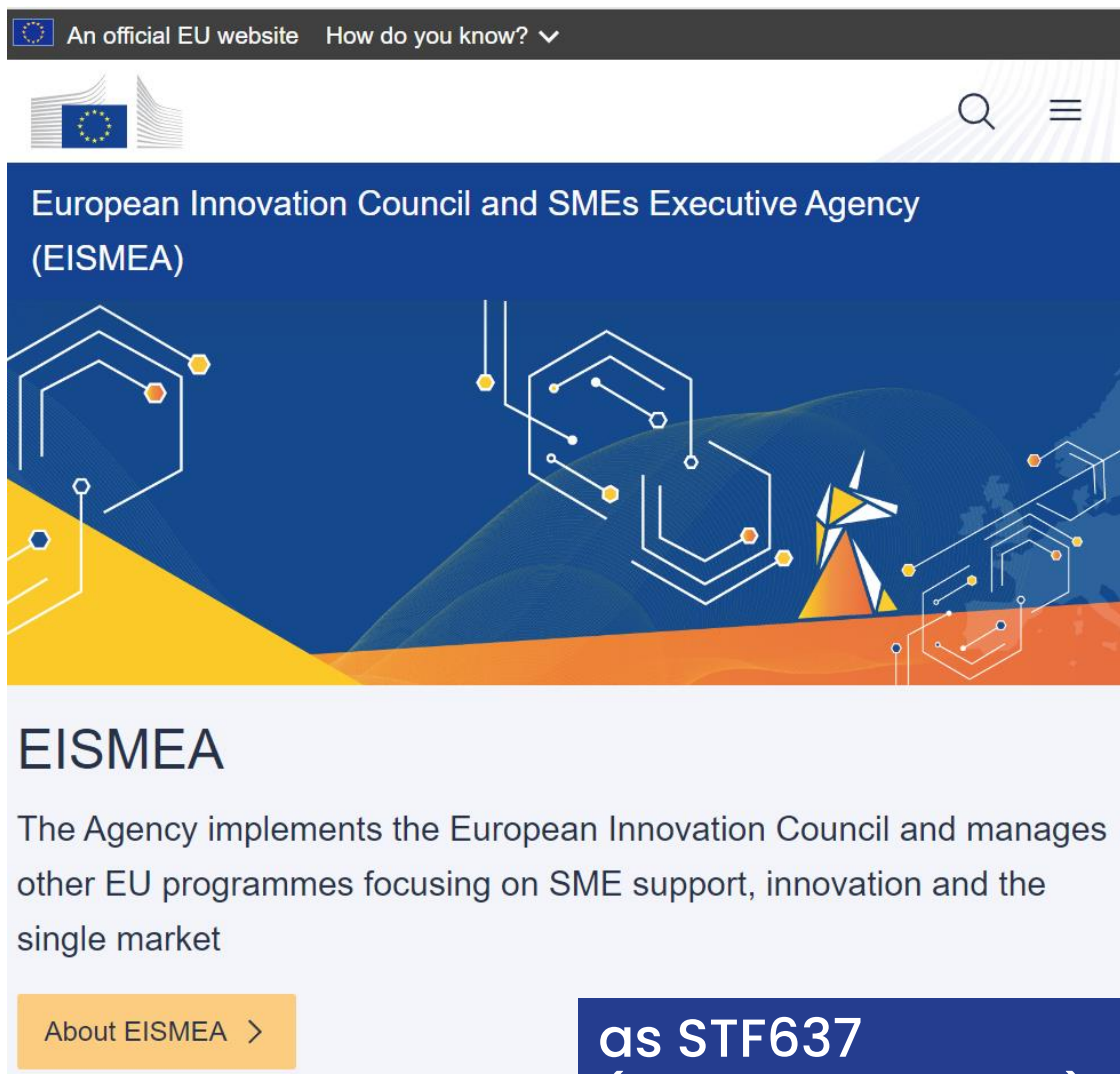 An official EU website How do you know?
European Innovation Council and SMEs Executive Agency
(EISMEA)
EISMEA
The Agency implements the European Innovation Council and manages
other EU programmes focusing on SME support, innovation and the
single market
About EISMEA
as STF637